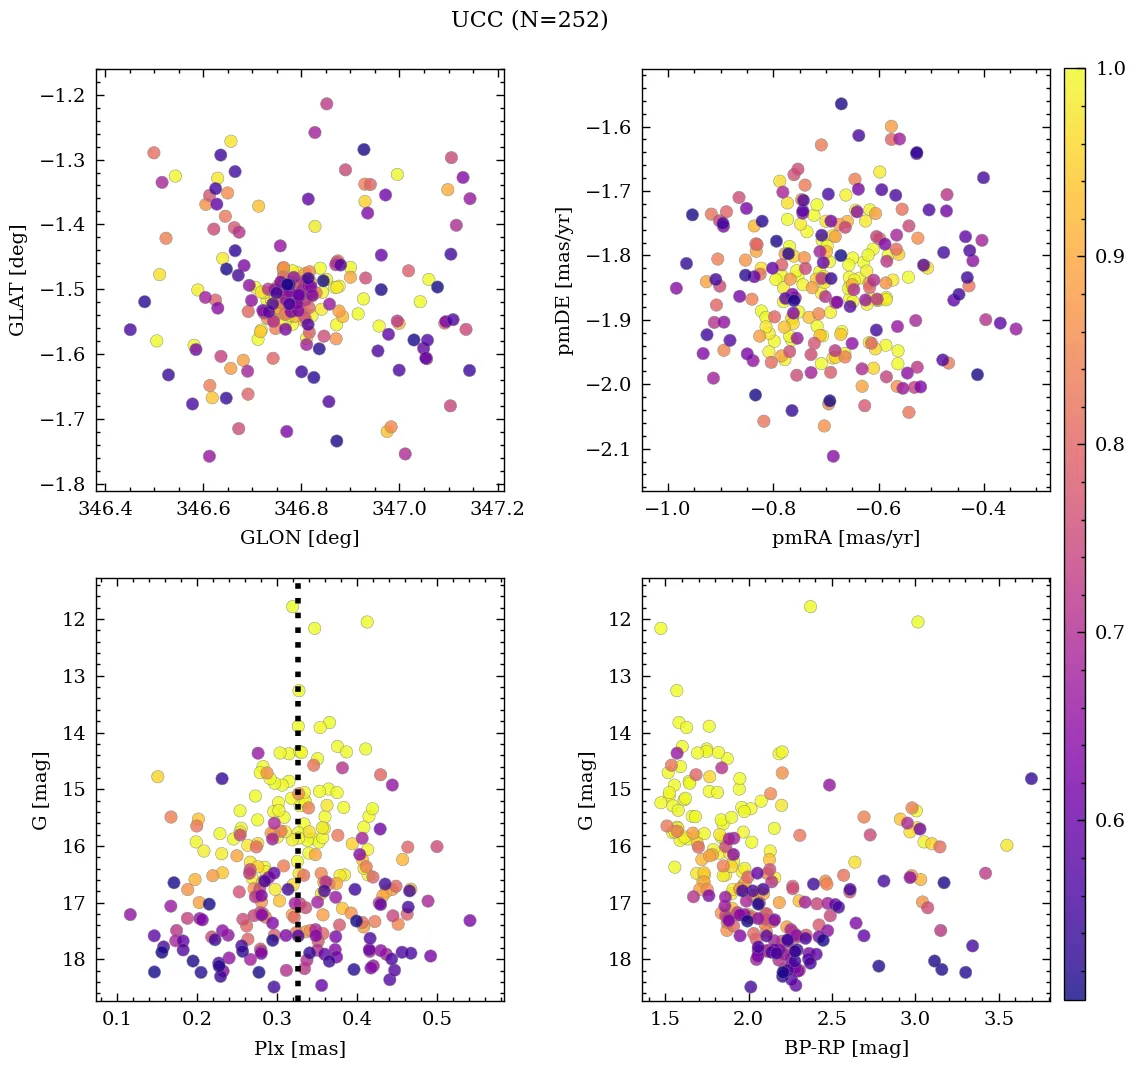 UCC (N=252)
−1.2
−1.3
−1.4
−1.5
−1.6
−1.7
−1.8
GLAT [deg]
346.4 346.6 346.8 347.0 347.2
GLON [deg]
−1.6
−1.7
−1.8
−1.9
−2.0
−2.1
pmDE [mas/yr]
−1.0 −0.8 −0.6 −0.4
pmRA [mas/yr]
1.0
0.9
0.8
0.7
0.6
12
13
14
15
16
17
18
G [mag]
0.1 0.2 0.3 0.4 0.5
Plx [mas]
12
13
14
15
16
17
18
G [mag]
1.5 2.0 2.5 3.0 3.5
BP-RP [mag]